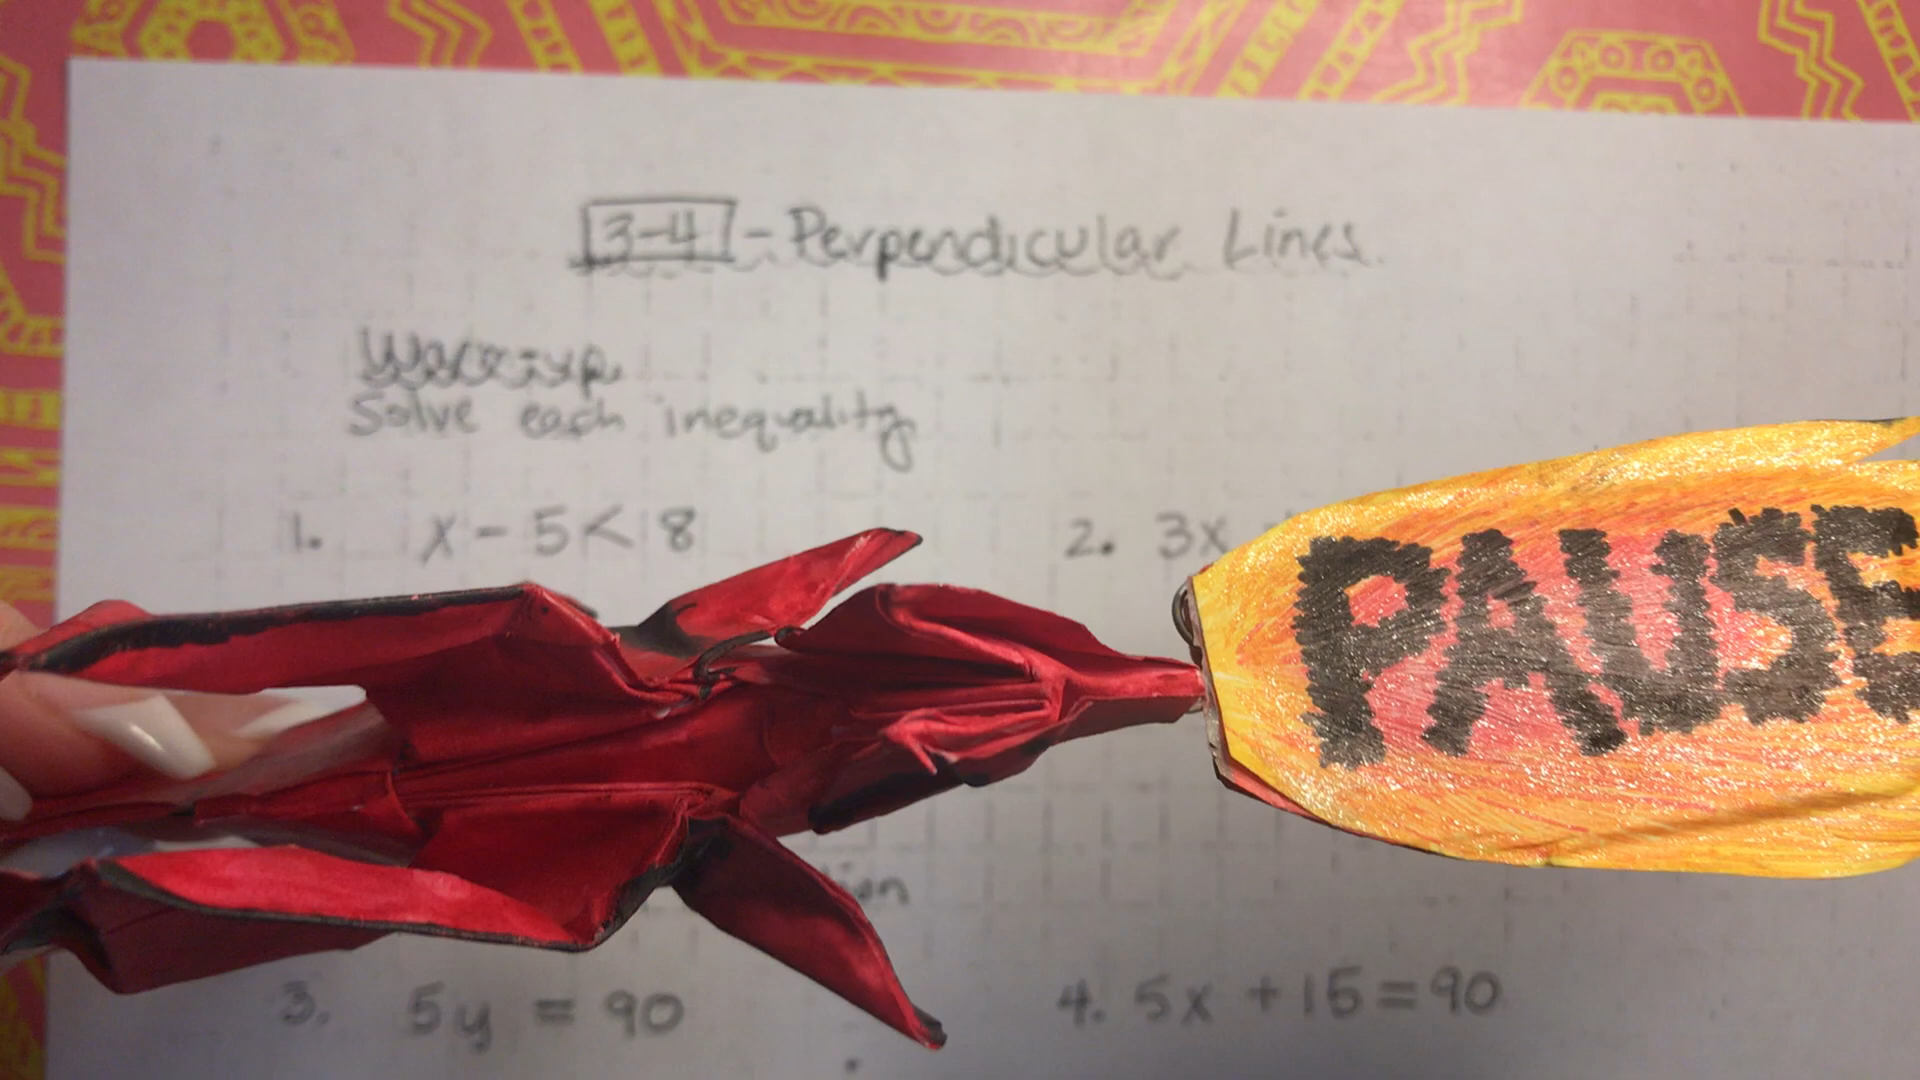 3-4 - Perpendicular Lines
Warm-up
Solve each inequality
1. x - 5 < 8
2. 3x
PAUSE
3. 5y = 90
4. 5x + 15 = 90